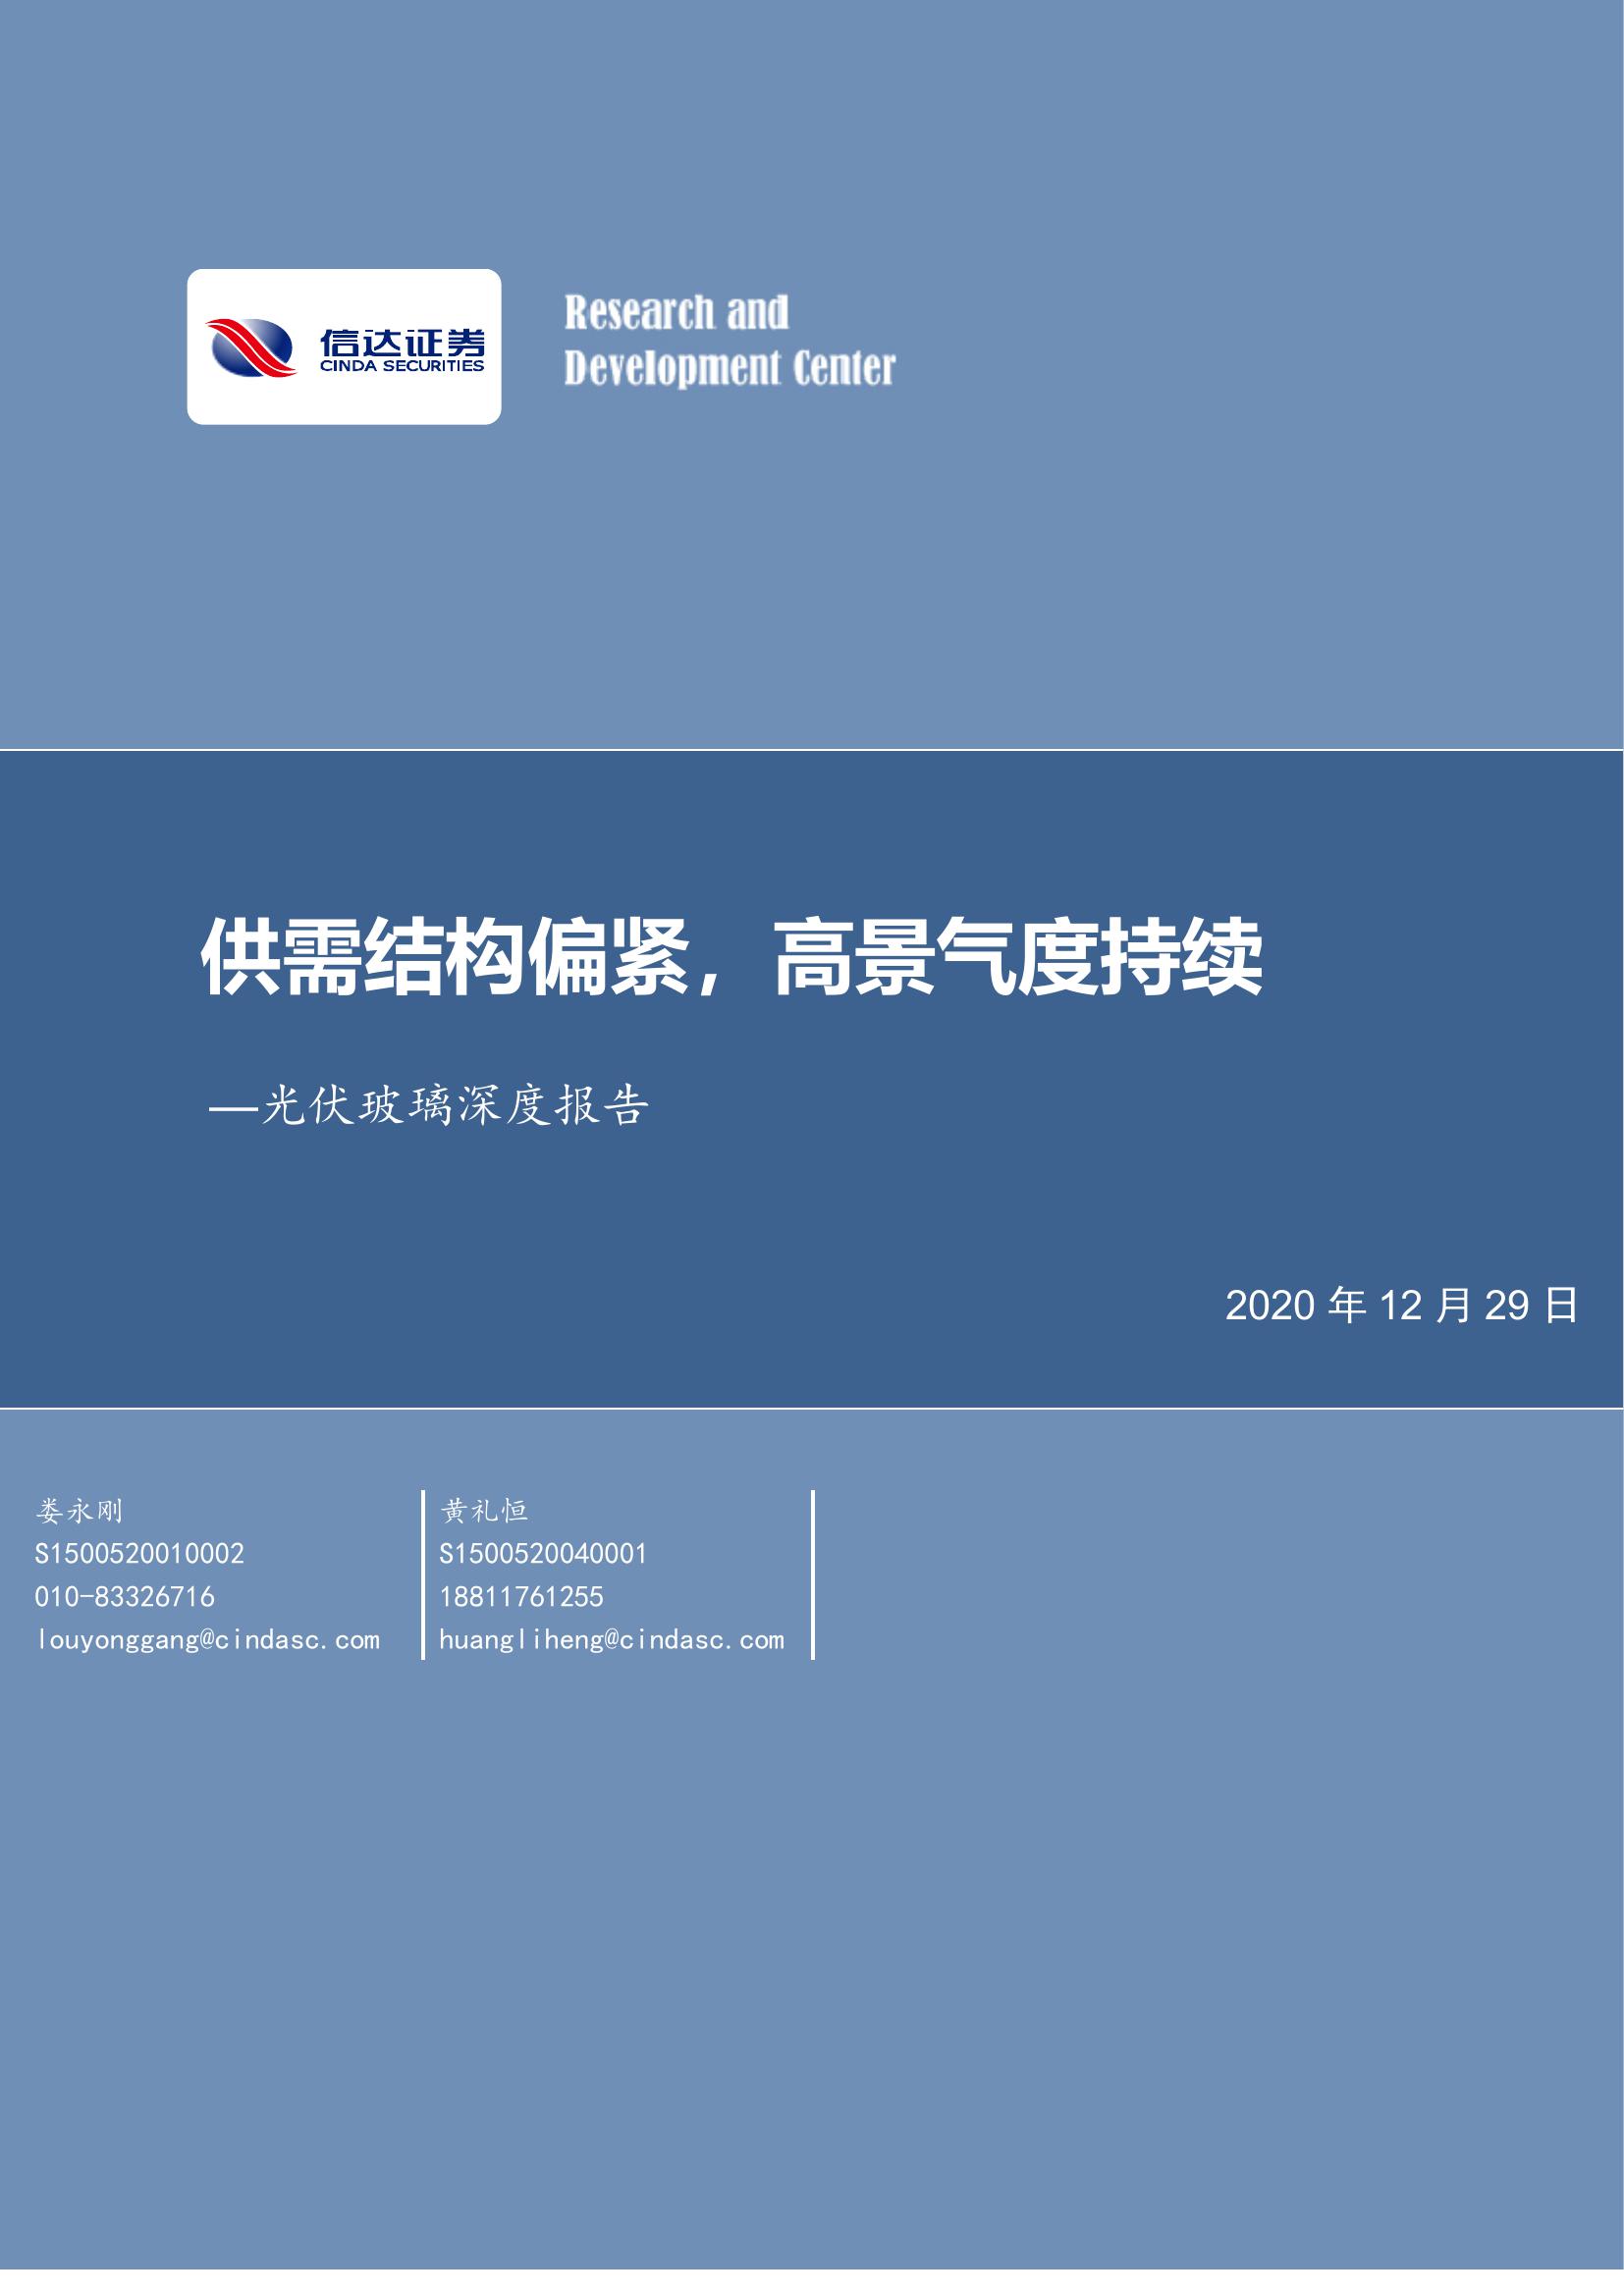 信达证券
CINDA SECURITIES
Research and
Development Center
供需结构偏紧，高景气度持续
—光伏玻璃深度报告
2020 年 12 月 29 日
娄永刚
S1500520010002
010-83326716
louyonggang@cindasc.com
黄礼恒
S1500520040001
18811761255
huangliheng@cindasc.com